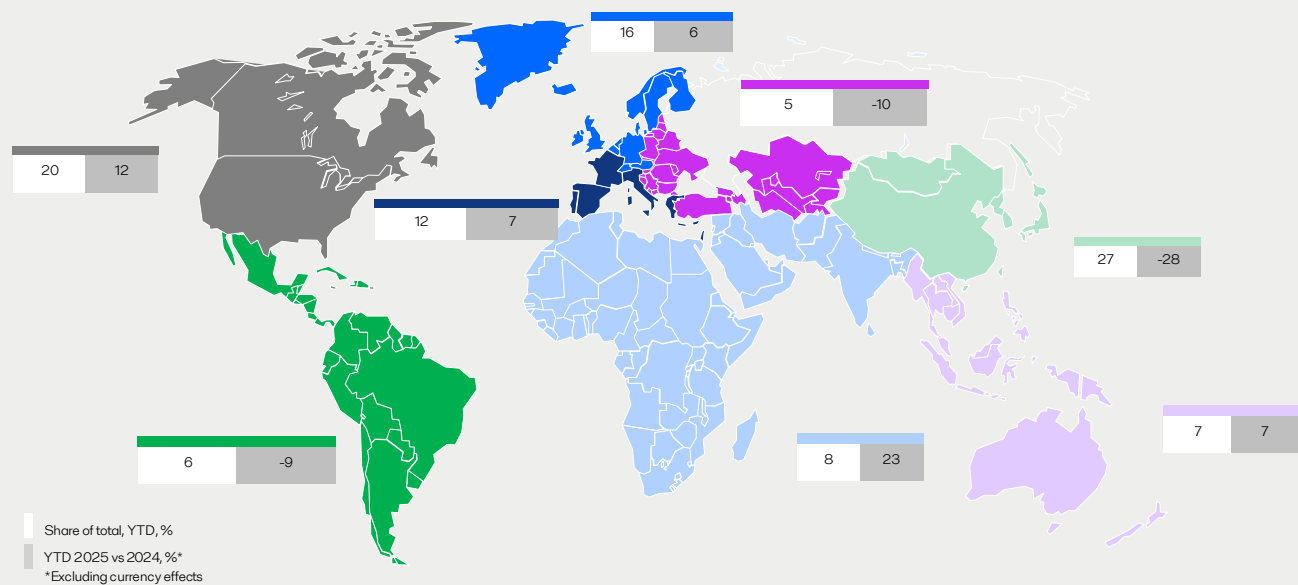 16 6
5 -10
20 12
12 7
27 -28
7 7
8 23
6 -9
Share of total, YTD, %
YTD 2025 vs 2024, %*
*Excluding currency effects